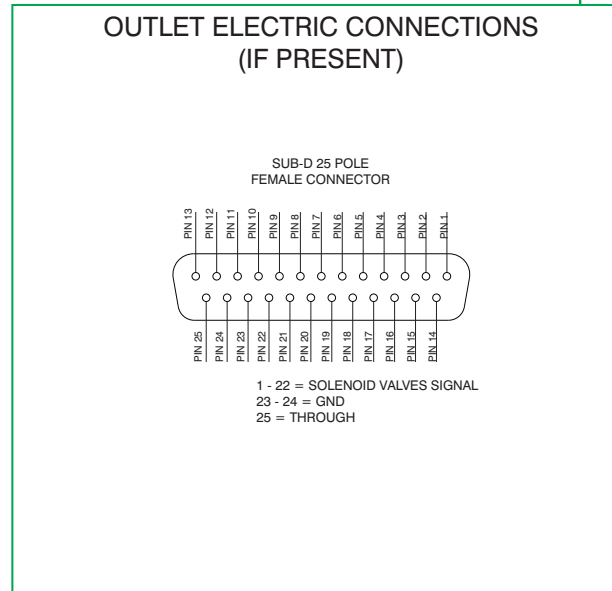 OUTLET ELECTRIC CONNECTIONS
(IF PRESENT)
SUB-D 25 POLE
FEMALE CONNECTOR
PIN 13
PIN 12
PIN 11
PIN 10
PIN 9
PIN 8
PIN 7
PIN 6
PIN 5
PIN 4
PIN 3
PIN 2
PIN 1
PIN 25
PIN 24
PIN 23
PIN 22
PIN 21
PIN 20
PIN 19
PIN 18
PIN 17
PIN 16
PIN 15
PIN 14
1 - 22 = SOLENOID VALVES SIGNAL
23 - 24 = GND
25 = THROUGH